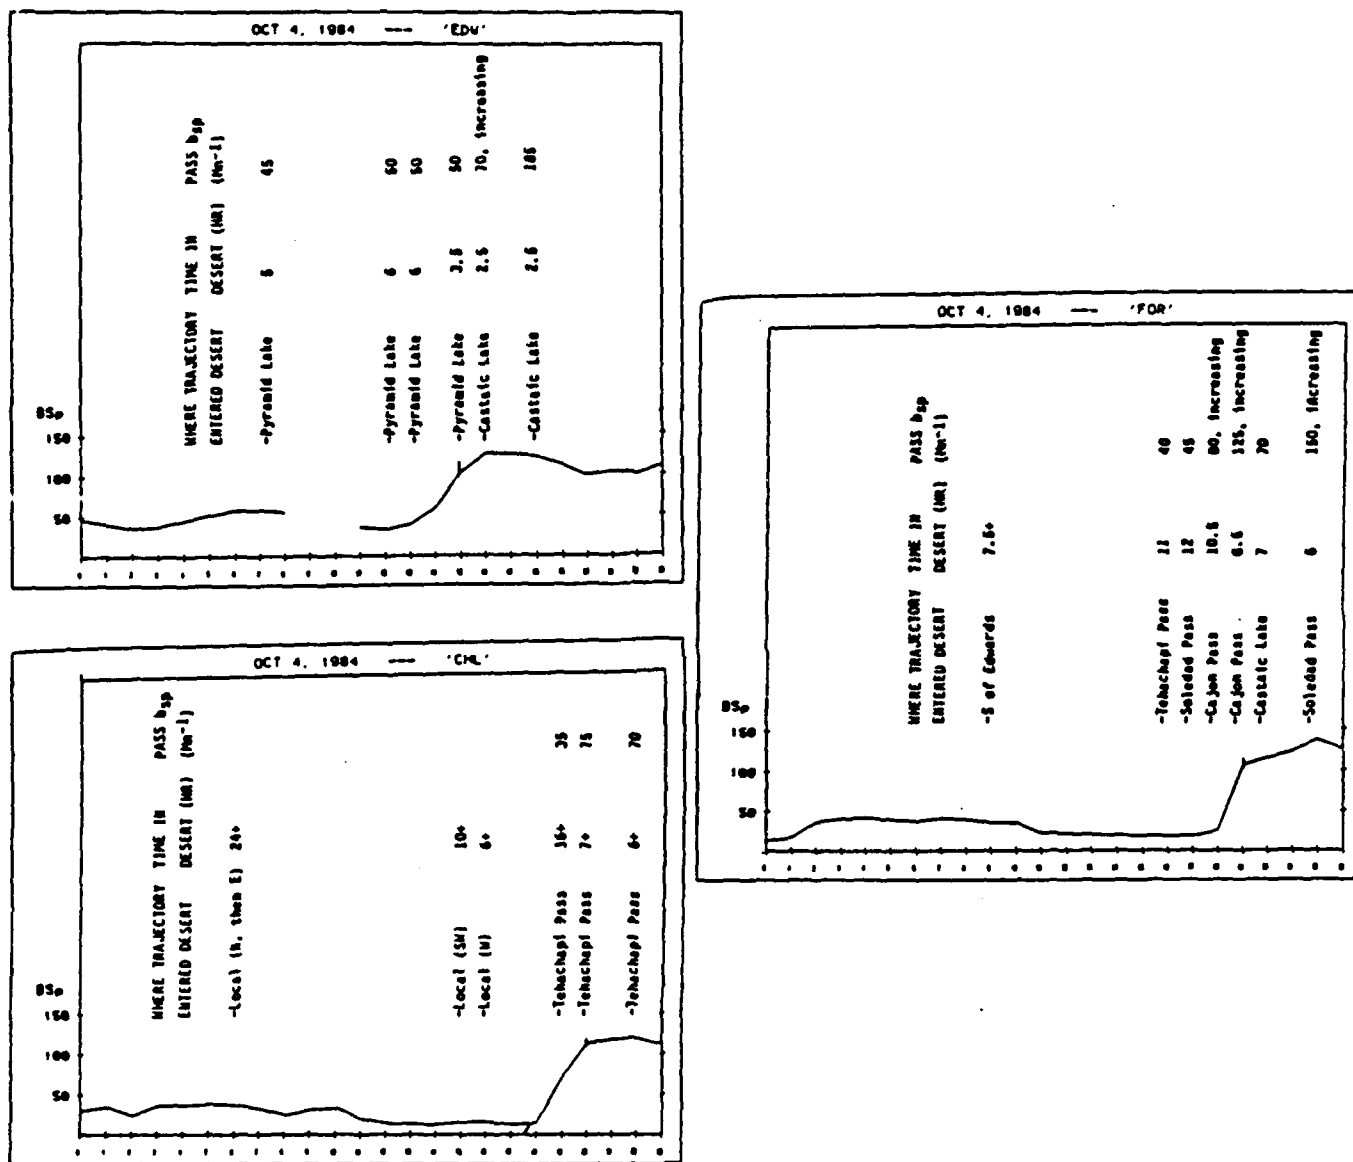 OCT 4, 1984 --- 'EDW'
WHERE TRAJECTORY TIME IN PASS bsp
ENTERED DESERT DESERT (HR) (Mm-1)
-Pyramid Lake 5 45
-Pyramid Lake 6 50
-Pyramid Lake 6 50
-Pyramid Lake 3.5 50
-Castaic Lake 2.5 70, increasing
-Castaic Lake 2.5 185
BSp
150
100
50
OCT 4, 1984 --- 'CHL'
WHERE TRAJECTORY TIME IN PASS bsp
ENTERED DESERT DESERT (HR) (Mm-1)
-Local (N, then E) 24+
-Local (SW) 10+
-Local (W) 6+
-Tehachapi Pass 16+ 35
-Tehachapi Pass 7+ 75
-Tehachapi Pass 6+ 70
BSp
150
100
50
OCT 4, 1984 --- 'FOR'
WHERE TRAJECTORY TIME IN PASS bsp
ENTERED DESERT DESERT (HR) (Mm-1)
-S of Edwards 7.5+
-Tehachapi Pass 11 40
-Soledad Pass 12 45
-Cajon Pass 10.5 80, increasing
-Cajon Pass 6.5 125, increasing
-Castaic Lake 7 70
-Soledad Pass 6 150, increasing
BSp
150
100
50